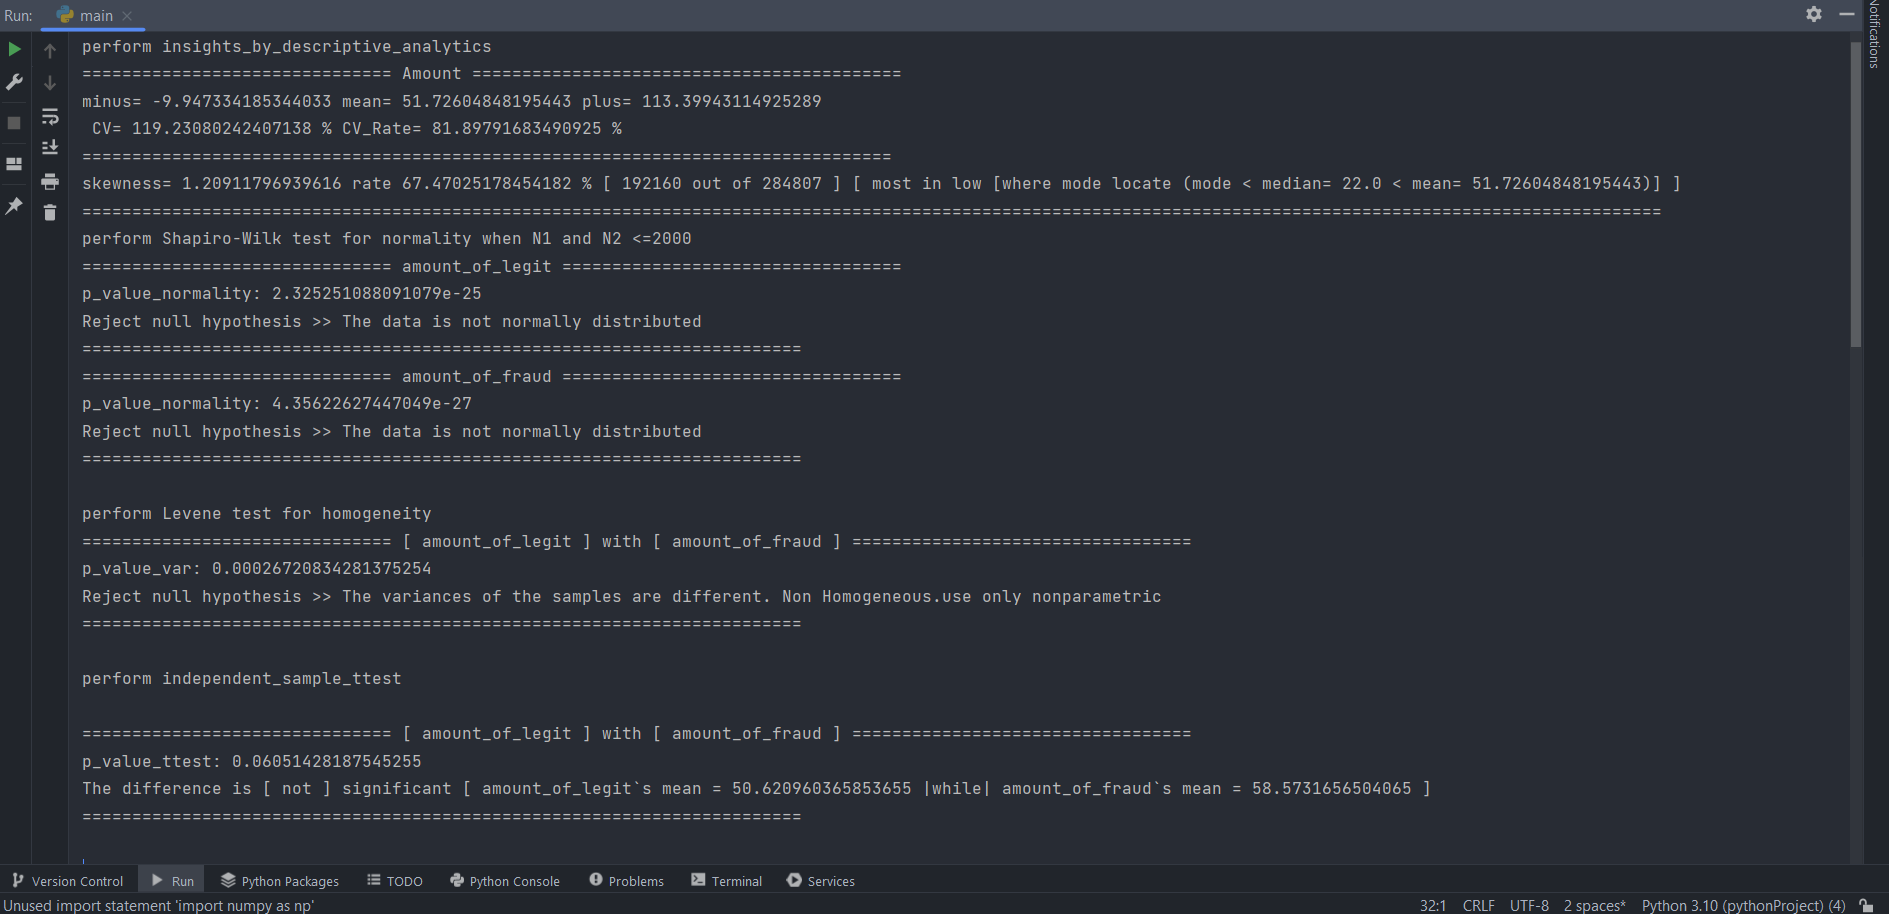 Run: main
Notifications
perform insights_by_descriptive_analytics
=============================== Amount ===========================================
minus= -9.947334185344033 mean= 51.72604848195443 plus= 113.39943114925289
CV= 119.23080242407138 % CV_Rate= 81.89791683490925 %
=================================================================================
skewness= 1.20911796939616 rate 67.47025178454182 % [ 192160 out of 284807 ] [ most in low [where mode locate (mode < median= 22.0 < mean= 51.72604848195443)] ]
==============================================================================================================================================================
perform Shapiro-Wilk test for normality when N1 and N2 <=2000
=============================== amount_of_legit ==================================
p_value_normality: 2.325251088091079e-25
Reject null hypothesis >> The data is not normally distributed
========================================================================
=============================== amount_of_fraud ==================================
p_value_normality: 4.35622627447049e-27
Reject null hypothesis >> The data is not normally distributed
========================================================================
perform Levene test for homogeneity
=============================== [ amount_of_legit ] with [ amount_of_fraud ] ==================================
p_value_var: 0.00026720834281375254
Reject null hypothesis >> The variances of the samples are different. Non Homogeneous.use only nonparametric
========================================================================
perform independent_sample_ttest
=============================== [ amount_of_legit ] with [ amount_of_fraud ] ==================================
p_value_ttest: 0.06051428187545255
The difference is [ not ] significant [ amount_of_legit`s mean = 50.620960365853655 |while| amount_of_fraud`s mean = 58.5731656504065 ]
========================================================================
Version Control Run Python Packages TODO Python Console Problems Terminal Services
Unused import statement 'import numpy as np' 32:1 CRLF UTF-8 2 spaces* Python 3.10 (pythonProject) (4)